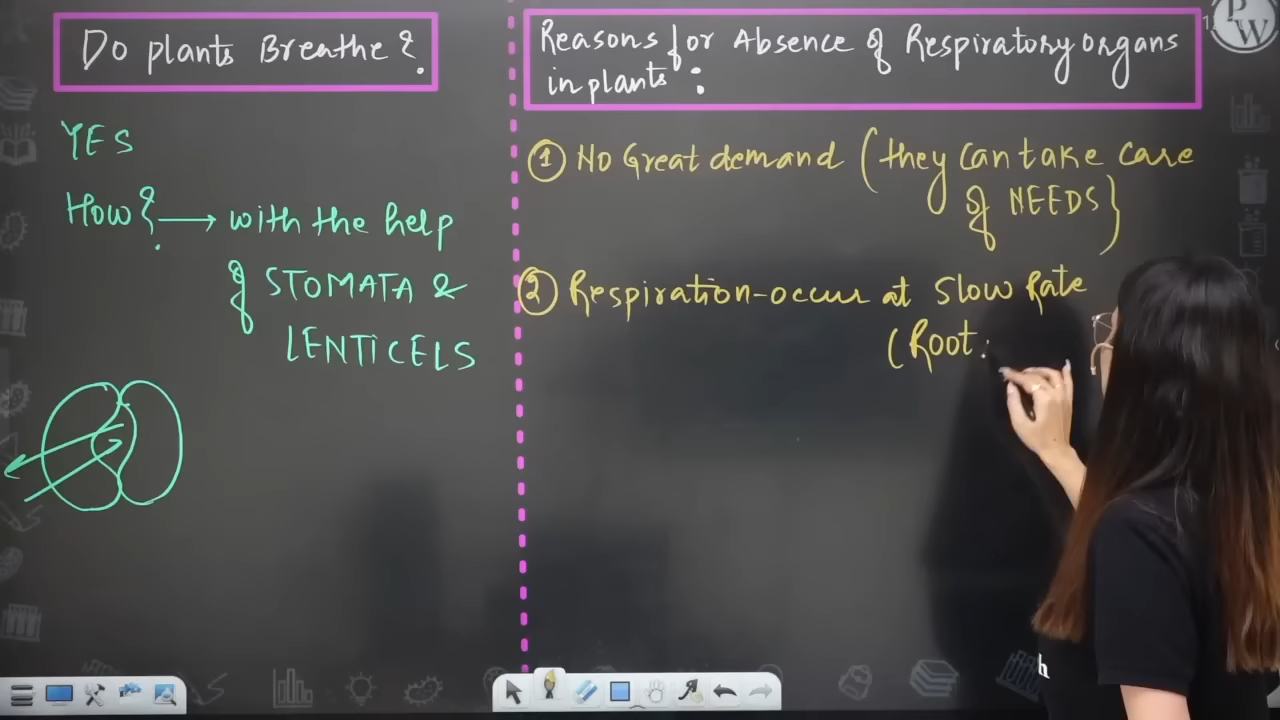 Do plants Breathe?
YES
How? → with the help
of STOMATA &
LENTICELS
Reasons for Absence of Respiratory organs
in plants :
① No Great demand (they can take care
of NEEDS)
② Respiration-occur at slow Rate
(Root.
PW
h